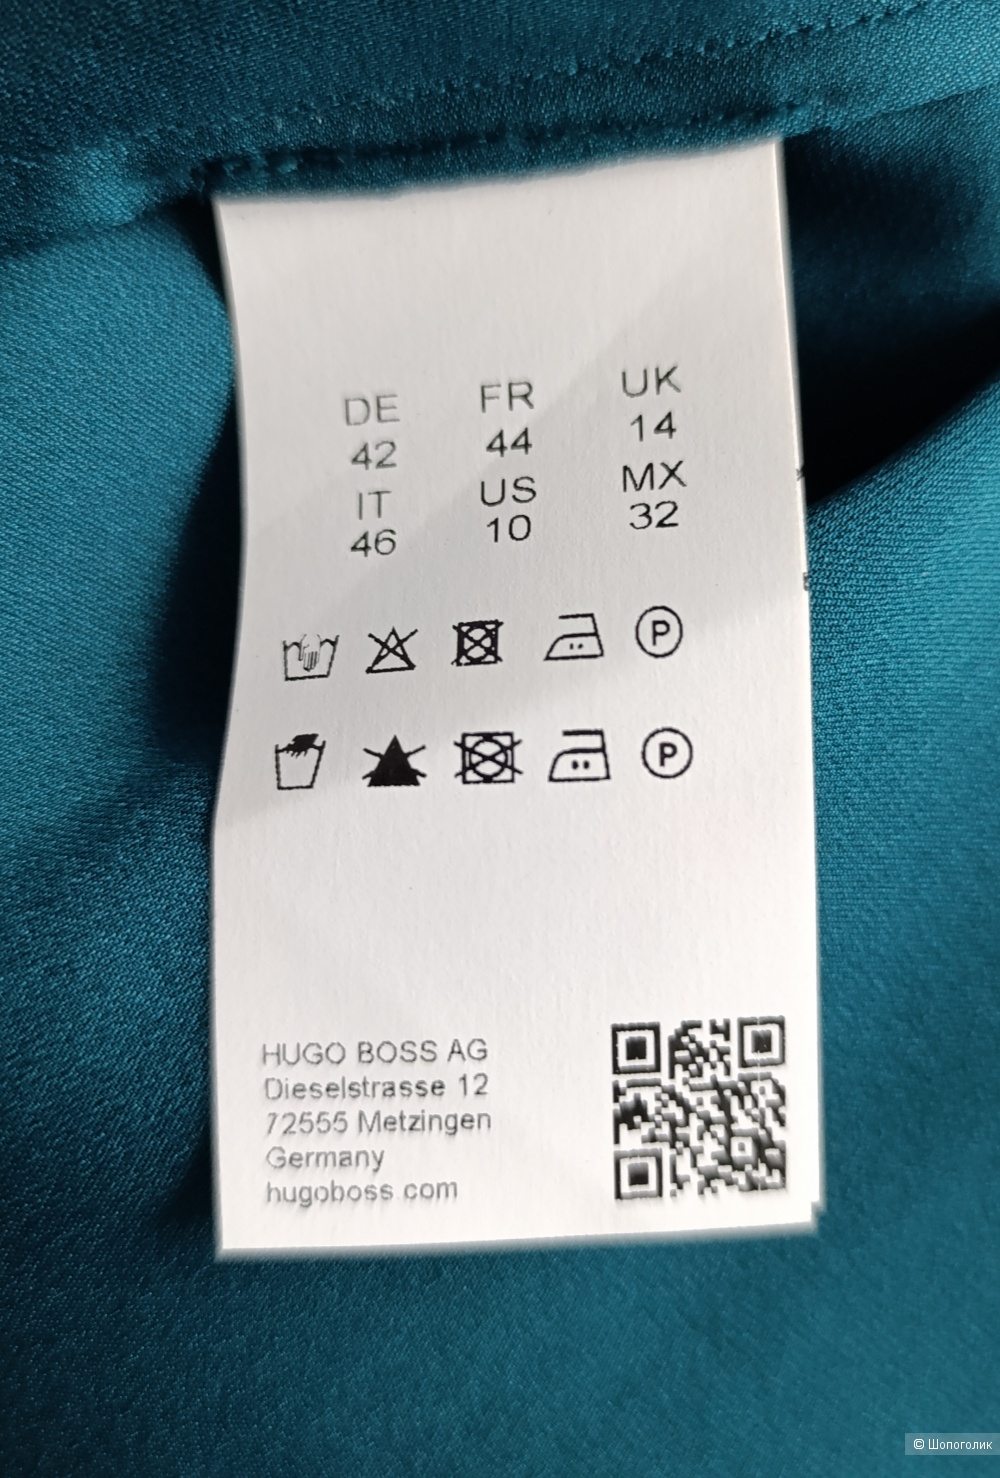 DE FR UK
42 44 14
IT US MX
46 10 32
P
P
HUGO BOSS AG
Dieselstrasse 12
72555 Metzingen
Germany
hugoboss.com
© Шопоголик